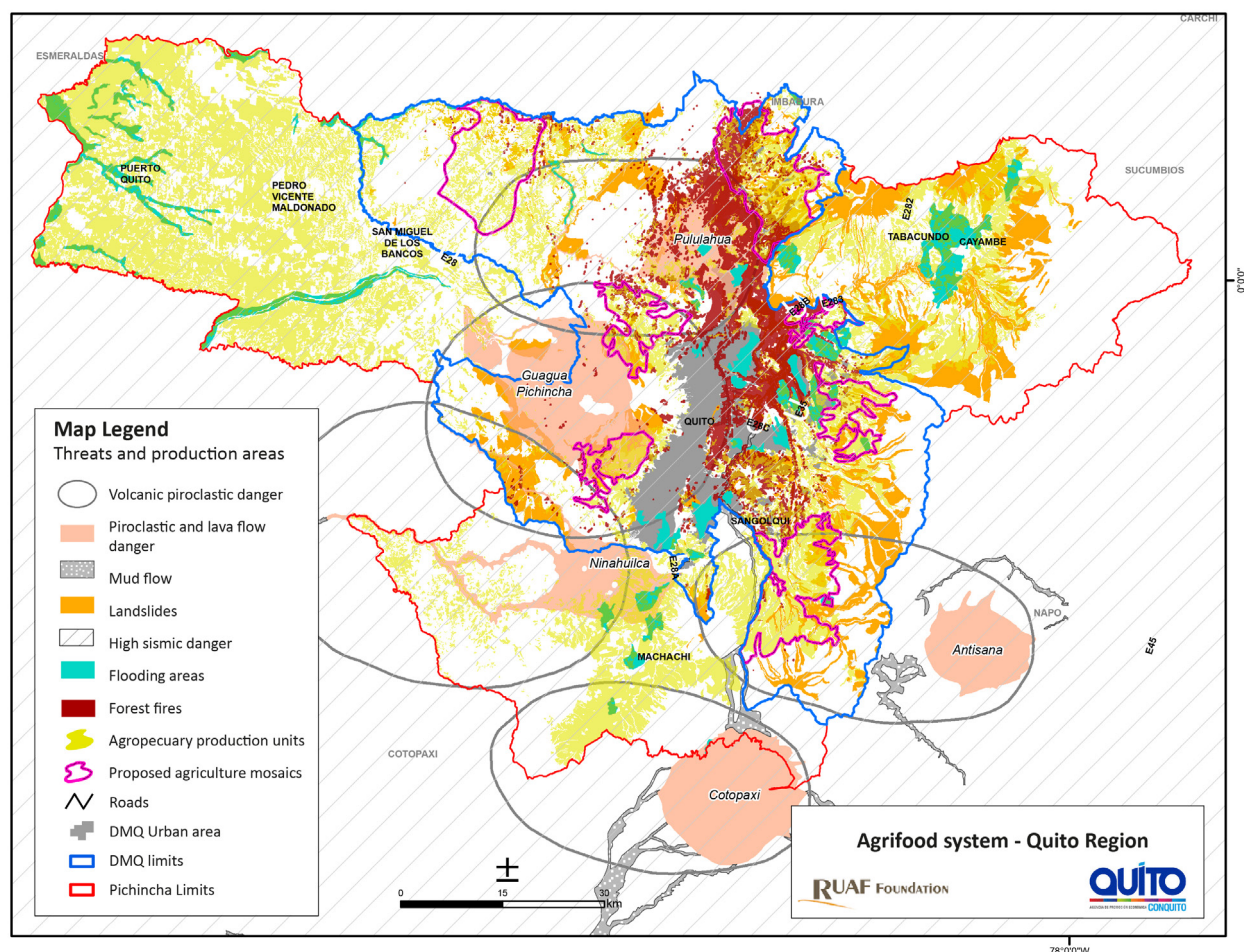 CARCHI
ESMERALDAS
IMBABURA
SUCUMBIOS
PUERTO
QUITO
PEDRO
VICENTE
MALDONADO
SAN MIGUEL
DE LOS
BANCOS
E28
E282
TABACUNDO
CAYAMBE
Pululahua
0°0'0"
E28B
E283
Guagua
Pichincha
QUITO
E35
E28C
SANGOLQUI
Ninahuilca
E28A
NAPO
Antisana
E45
MACHACHI
COTOPAXI
Cotopaxi
Map Legend
Threats and production areas
Volcanic piroclastic danger
Piroclastic and lava flow
danger
Mud flow
Landslides
High sismic danger
Flooding areas
Forest fires
Agropecuary production units
Proposed agriculture mosaics
Roads
DMQ Urban area
DMQ limits
Pichincha Limits
±
0 15 30
km
Agrifood system - Quito Region
RUAF FOUNDATION
QUITO
CONQUITO
78°0'0"W